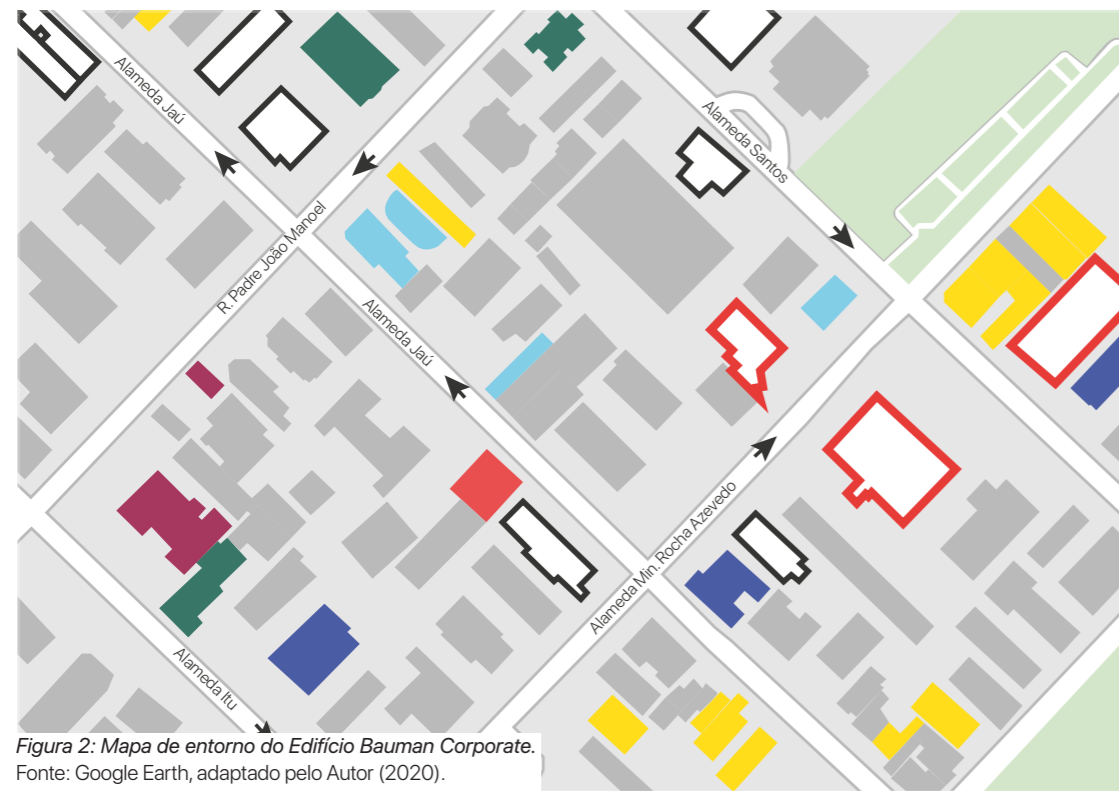 Alameda Jaú
Alameda Santos
R. Padre João Manoel
Alameda Jaú
Alameda Min. Rocha Azevedo
Alameda Itu
Figura 2: Mapa de entorno do Edifício Bauman Corporate.
Fonte: Google Earth, adaptado pelo Autor (2020).